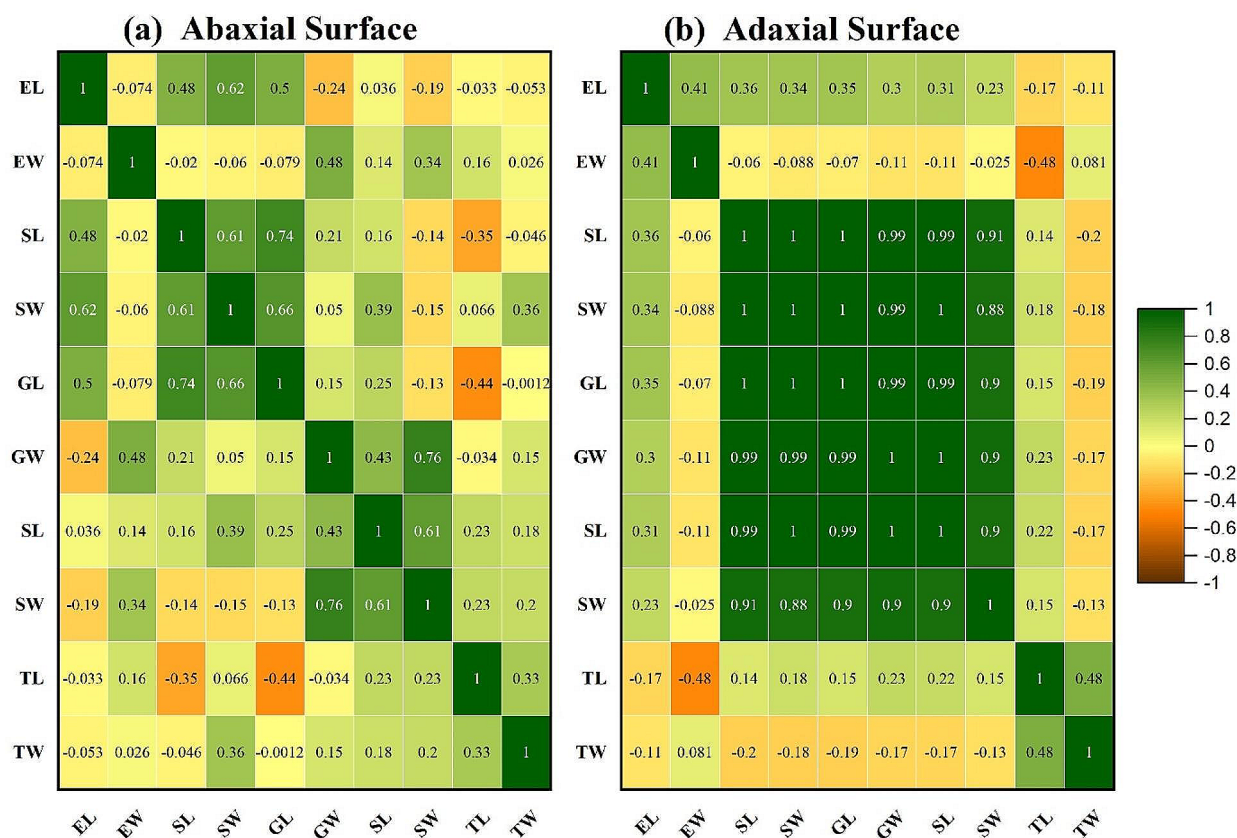 (a) Abaxial Surface
(b) Adaxial Surface
EL 1 -0.074 0.48 0.62 0.5 -0.24 0.036 -0.19 -0.033 -0.053
EW -0.074 1 -0.02 -0.06 -0.079 0.48 0.14 0.34 0.16 0.026
SL 0.48 -0.02 1 0.61 0.74 0.21 0.16 -0.14 -0.35 -0.046
SW 0.62 -0.06 0.61 1 0.66 0.05 0.39 -0.15 0.066 0.36
GL 0.5 -0.079 0.74 0.66 1 0.15 0.25 -0.13 -0.44 -0.0012
GW -0.24 0.48 0.21 0.05 0.15 1 0.43 0.76 -0.034 0.15
SL 0.036 0.14 0.16 0.39 0.25 0.43 1 0.61 0.23 0.18
SW -0.19 0.34 -0.14 -0.15 -0.13 0.76 0.61 1 0.23 0.2
TL -0.033 0.16 -0.35 0.066 -0.44 -0.034 0.23 0.23 1 0.33
TW -0.053 0.026 -0.046 0.36 -0.0012 0.15 0.18 0.2 0.33 1
EL EW SL SW GL GW SL SW TL TW
EL 1 0.41 0.36 0.34 0.35 0.3 0.31 0.23 -0.17 -0.11
EW 0.41 1 -0.06 -0.088 -0.07 -0.11 -0.11 -0.025 -0.48 0.081
SL 0.36 -0.06 1 1 1 0.99 0.99 0.91 0.14 -0.2
SW 0.34 -0.088 1 1 1 0.99 1 0.88 0.18 -0.18
GL 0.35 -0.07 1 1 1 0.99 0.99 0.9 0.15 -0.19
GW 0.3 -0.11 0.99 0.99 0.99 1 1 0.9 0.23 -0.17
SL 0.31 -0.11 0.99 1 0.99 1 1 0.9 0.22 -0.17
SW 0.23 -0.025 0.91 0.88 0.9 0.9 0.9 1 0.15 -0.13
TL -0.17 -0.48 0.14 0.18 0.15 0.23 0.22 0.15 1 0.48
TW -0.11 0.081 -0.2 -0.18 -0.19 -0.17 -0.17 -0.13 0.48 1
EL EW SL SW GL GW SL SW TL TW
1
0.8
0.6
0.4
0.2
0
-0.2
-0.4
-0.6
-0.8
-1